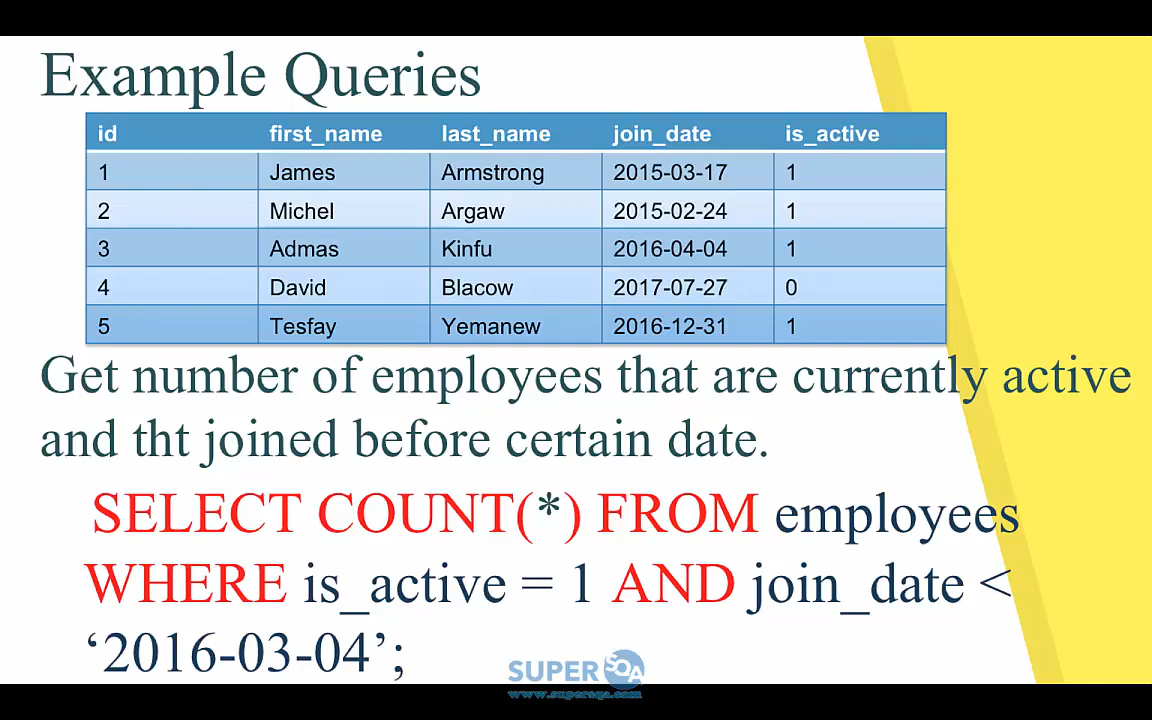 Example Queries
id first_name last_name join_date is_active
1 James Armstrong 2015-03-17 1
2 Michel Argaw 2015-02-24 1
3 Admas Kinfu 2016-04-04 1
4 David Blacow 2017-07-27 0
5 Tesfay Yemanew 2016-12-31 1
Get number of employees that are currently active
and tht joined before certain date.
SELECT COUNT(*) FROM employees
WHERE is_active = 1 AND join_date <
‘2016-03-04’;
SUPER SQA
www.supersqa.com